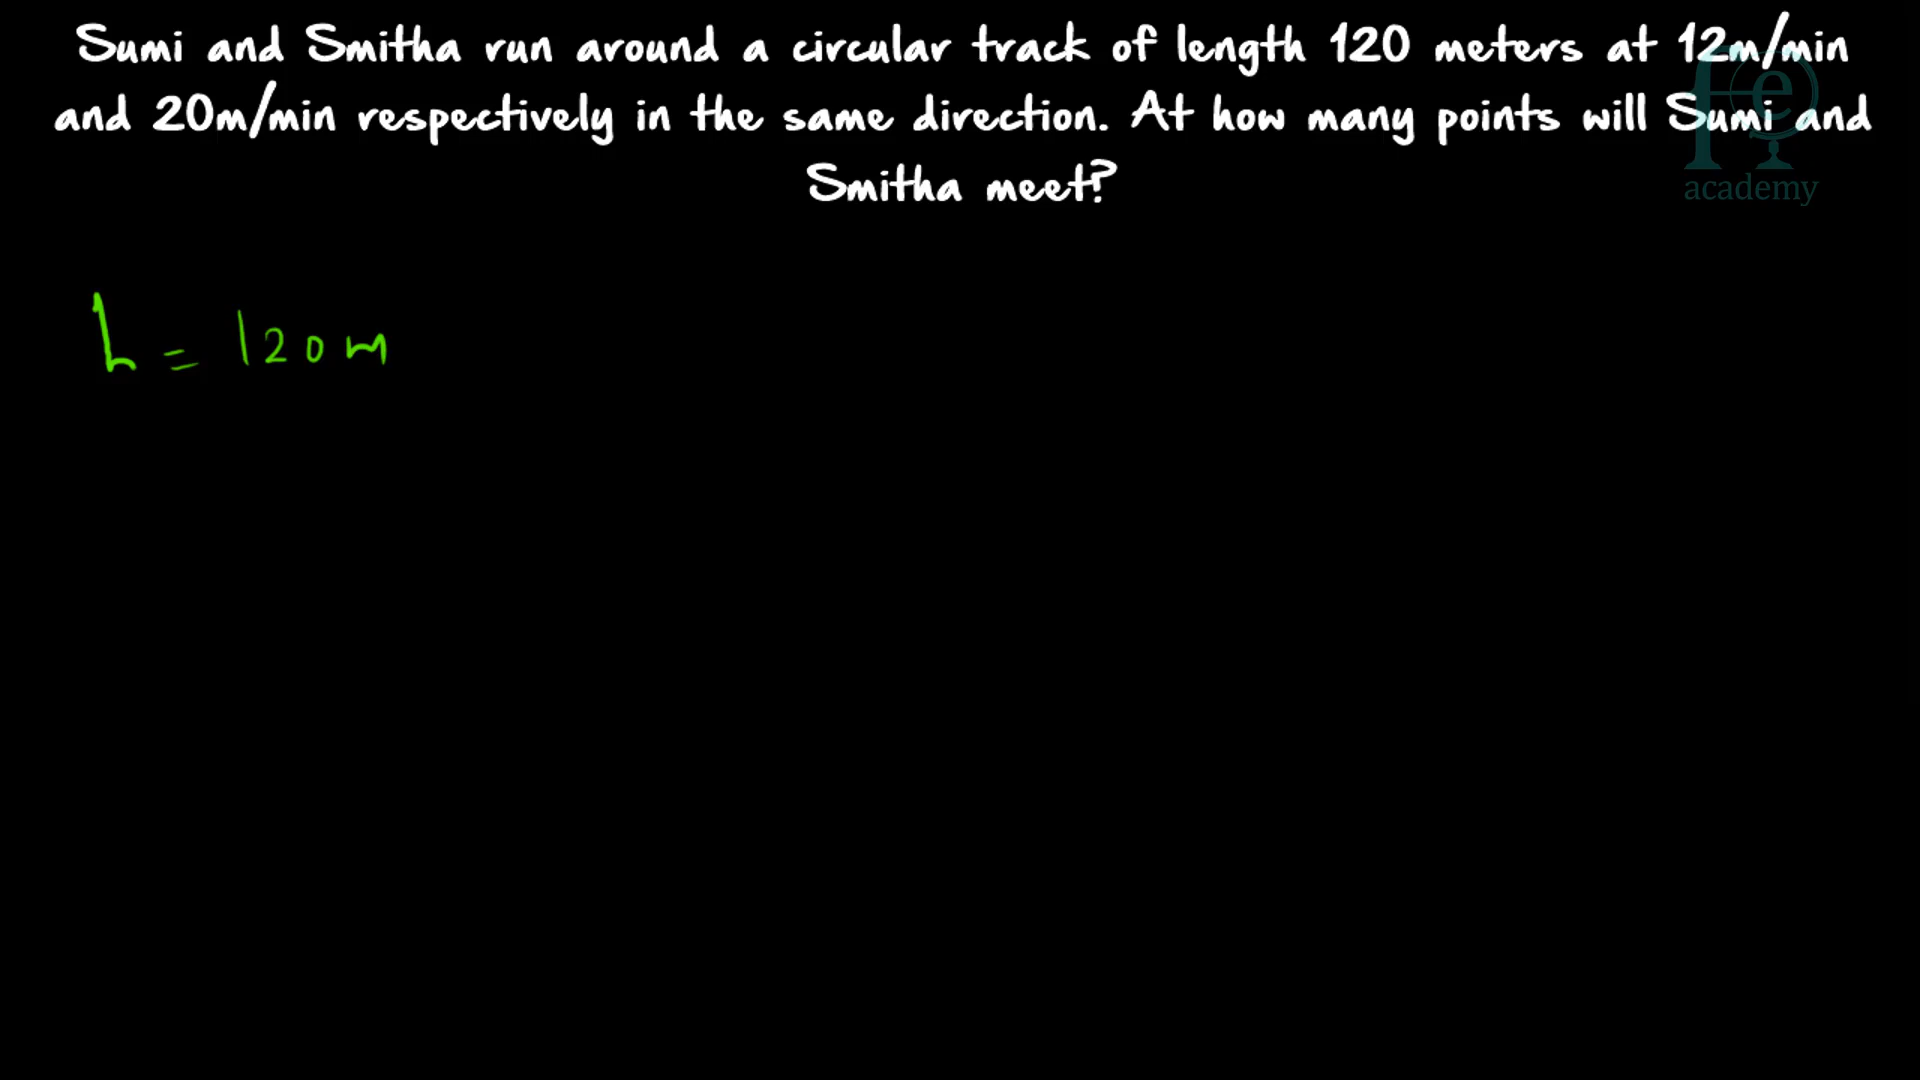 Sumi and Smitha run around a circular track of length 120 meters at 12m/min
and 20m/min respectively in the same direction. At how many points will Sumi and
Smitha meet?
fe
academy
L = 120 m